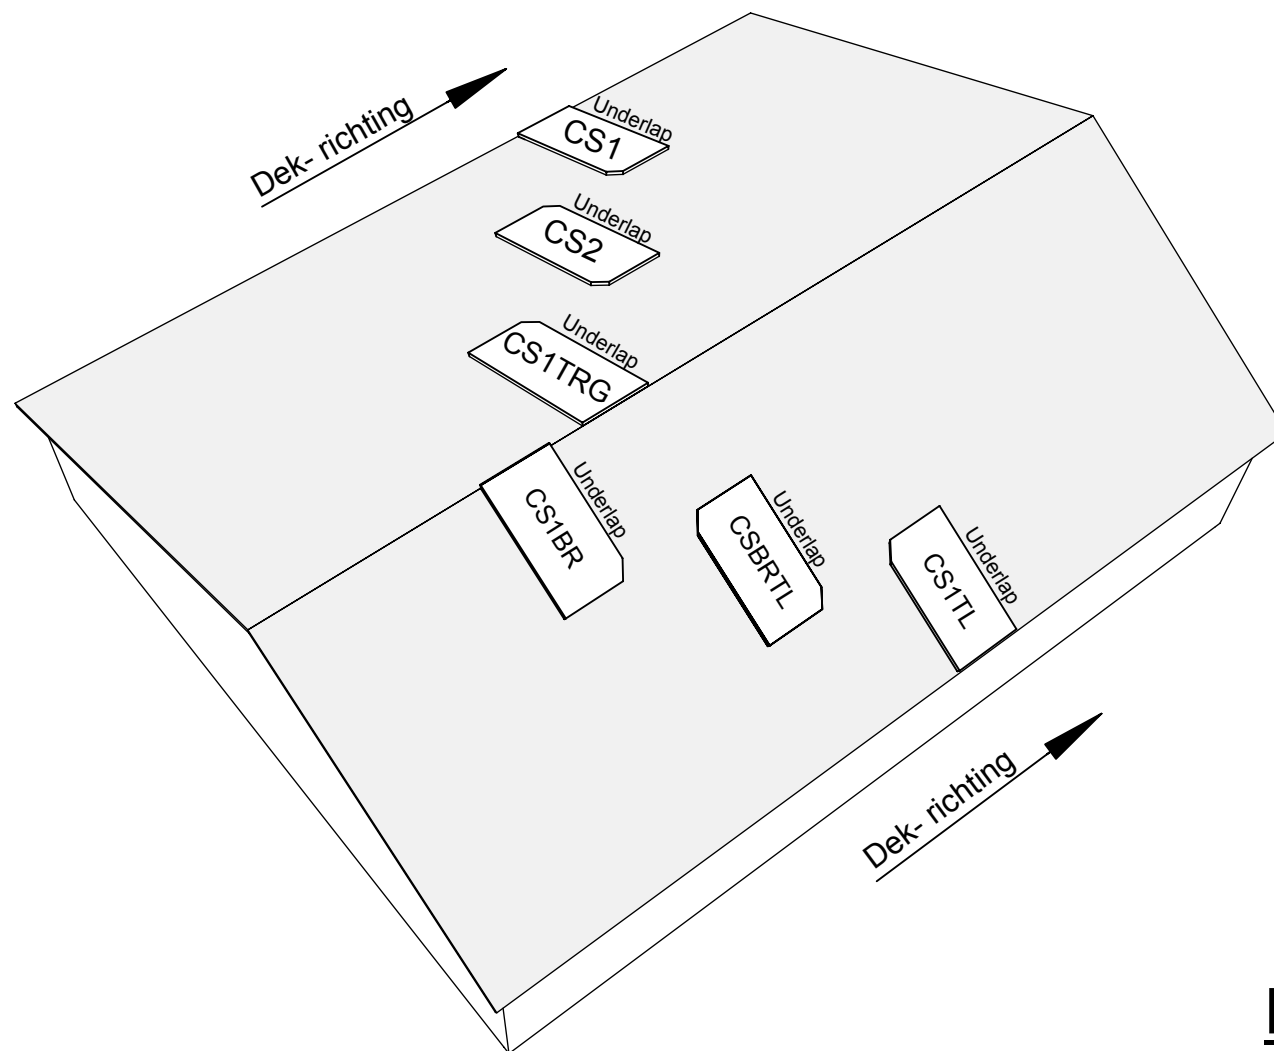 Dek- richting
Underlap
CS1
Underlap
CS2
Underlap
CS1TRG
Underlap
CS1BR
Underlap
CSBRTL
Underlap
CS1TL
Dek- richting